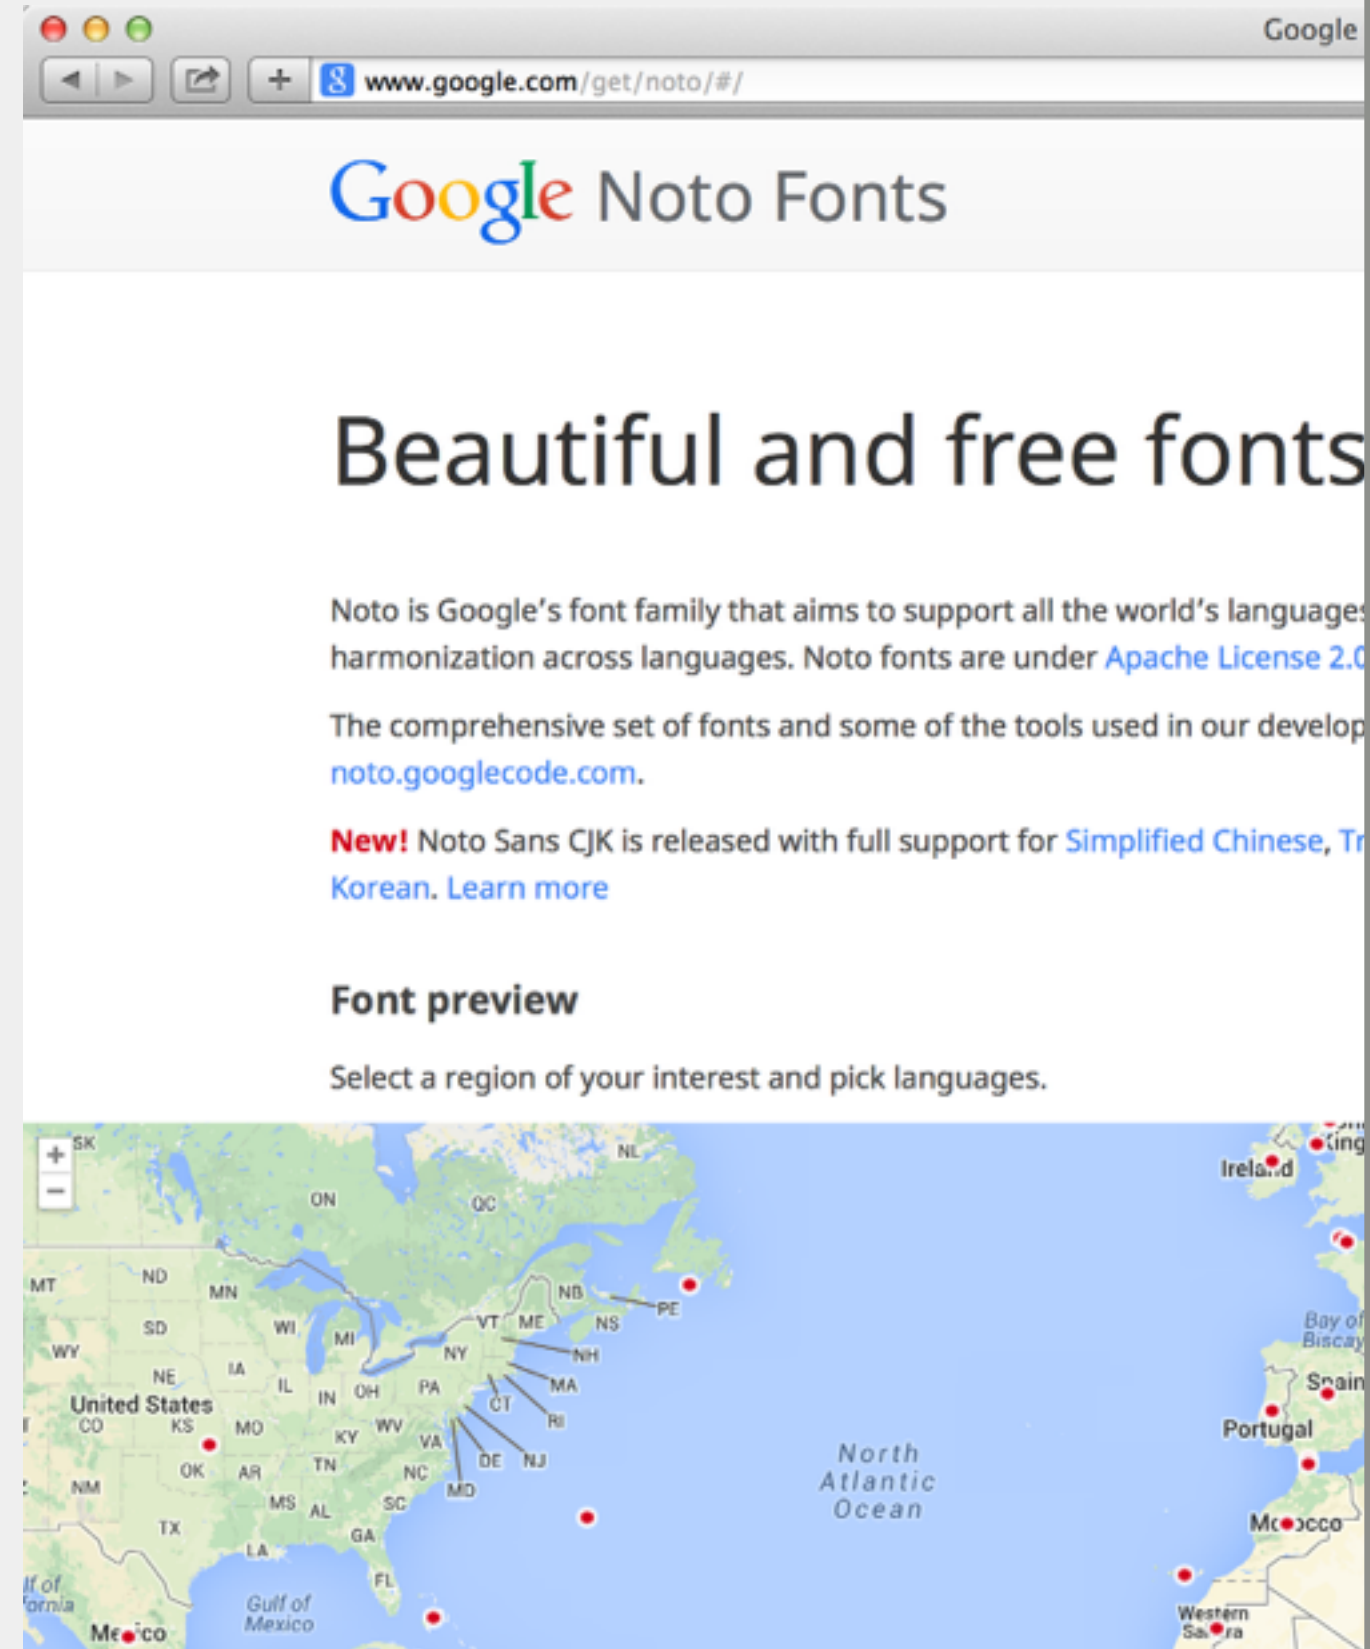 Google
www.google.com/get/noto/#/
Google Noto Fonts
Beautiful and free fonts
Noto is Google's font family that aims to support all the world's languages
harmonization across languages. Noto fonts are under Apache License 2.0
The comprehensive set of fonts and some of the tools used in our develop
noto.googlecode.com.
New! Noto Sans CJK is released with full support for Simplified Chinese, Tr
Korean. Learn more
Font preview
Select a region of your interest and pick languages.
+ SK
−
NL
ON
QC
Ireland
MT
ND
MN
NB
PE
SD
WI
MI
VT
ME
NS
Bay of
Biscay
WY
NY
NH
NE
IA
IL
IN
OH
PA
MA
Spain
United States
CT
CO
KS
MO
KY
WV
VA
RI
Portugal
North
Atlantic
Ocean
OK
AR
TN
NC
DE
NJ
NM
MD
MS
AL
SC
TX
GA
Morocco
LA
FL
Gulf of
Mexico
Western
Mexico